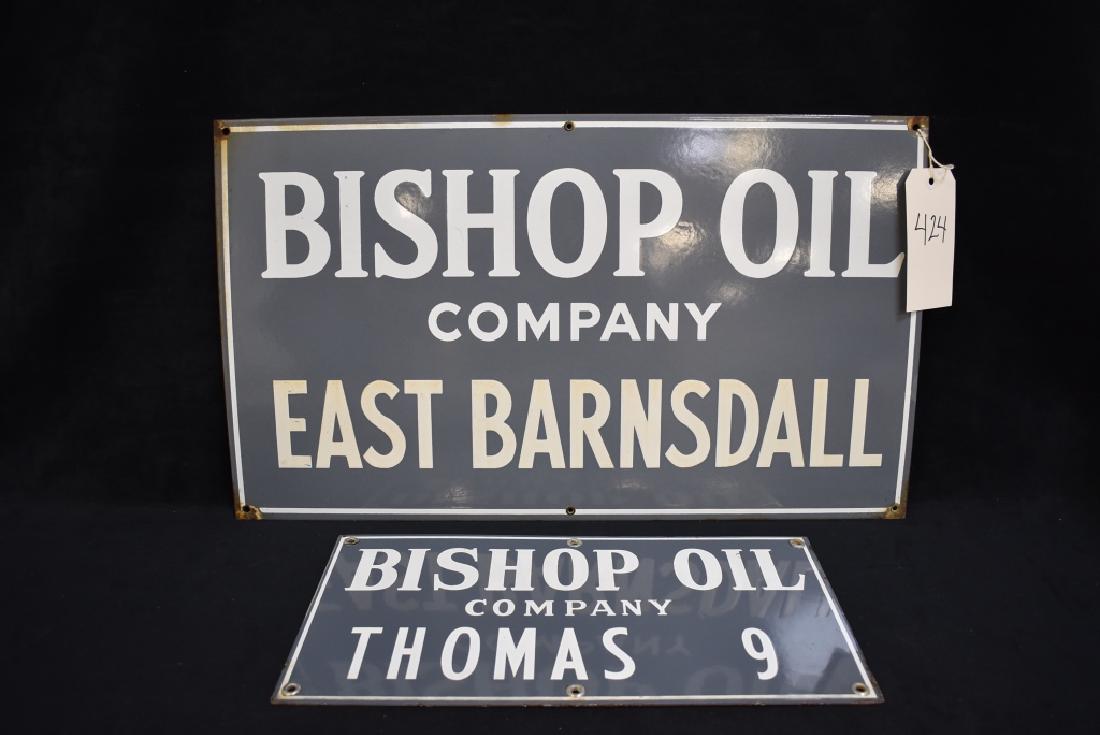 BISHOP OIL
COMPANY
EAST BARNSDALL
424
BISHOP OIL
COMPANY
THOMAS 9